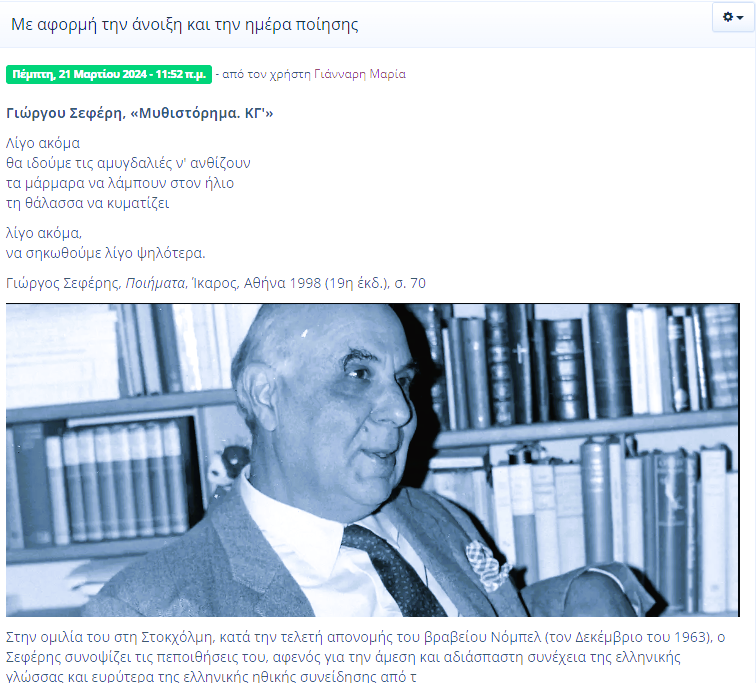 Με αφορμή την άνοιξη και την ημέρα ποίησης
Πέμπτη, 21 Μαρτίου 2024 - 11:52 π.μ. - από τον χρήστη Γιάνναρη Μαρία
Γιώργου Σεφέρη, «Μυθιστόρημα. ΚΓ'»
Λίγο ακόμα
θα ιδούμε τις αμυγδαλιές ν' ανθίζουν
τα μάρμαρα να λάμπουν στον ήλιο
τη θάλασσα να κυματίζει
λίγο ακόμα,
να σηκωθούμε λίγο ψηλότερα.
Γιώργος Σεφέρης, Ποιήματα, Ίκαρος, Αθήνα 1998 (19η έκδ.), σ. 70
Στην ομιλία του στη Στοκχόλμη, κατά την τελετή απονομής του βραβείου Νόμπελ (τον Δεκέμβριο του 1963), ο
Σεφέρης συνοψίζει τις πεποιθήσεις του, αφενός για την άμεση και αδιάσπαστη συνέχεια της ελληνικής
γλώσσας και ευρύτερα της ελληνικής ηθικής συνείδησης από τ